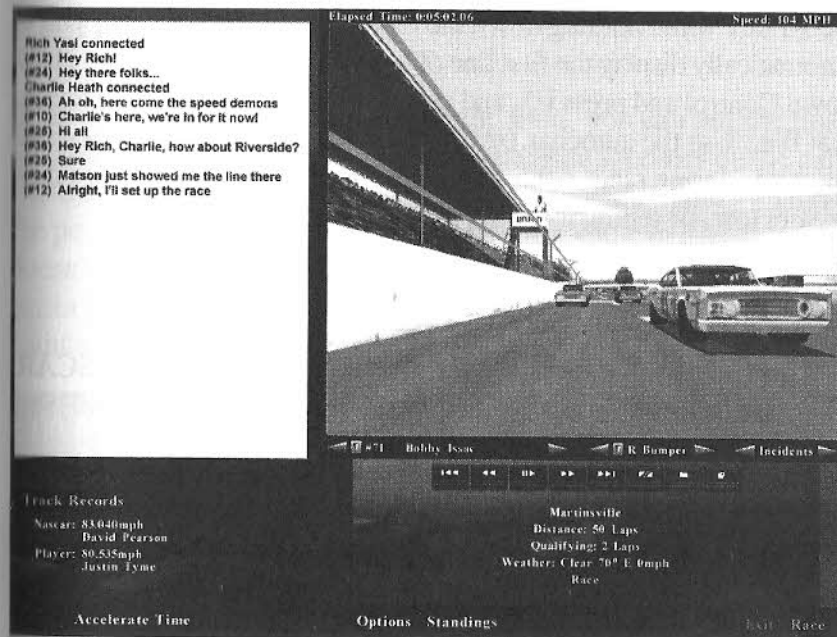 Elapsed Time: 0:05:02.06
Speed: 104 MPH
Rich Yasi connected
(#12) Hey Rich!
(#24) Hey there folks...
Charlie Heath connected
(#36) Ah oh, here come the speed demons
(#10) Charlie's here, we're in for it now!
(#25) Hi all
(#36) Hey Rich, Charlie, how about Riverside?
(#25) Sure
(#24) Matson just showed me the line there
(#12) Alright, I'll set up the race
#71 Bobby Issac
R Bumper
Incidents
Track Records
Nascar: 83.040mph
David Pearson
Player: 80.535mph
Justin Tyme
Martinsville
Distance: 50 Laps
Qualifying: 2 Laps
Weather: Clear 70° E 0mph
Race
Accelerate Time
Options Standings
Exit Race